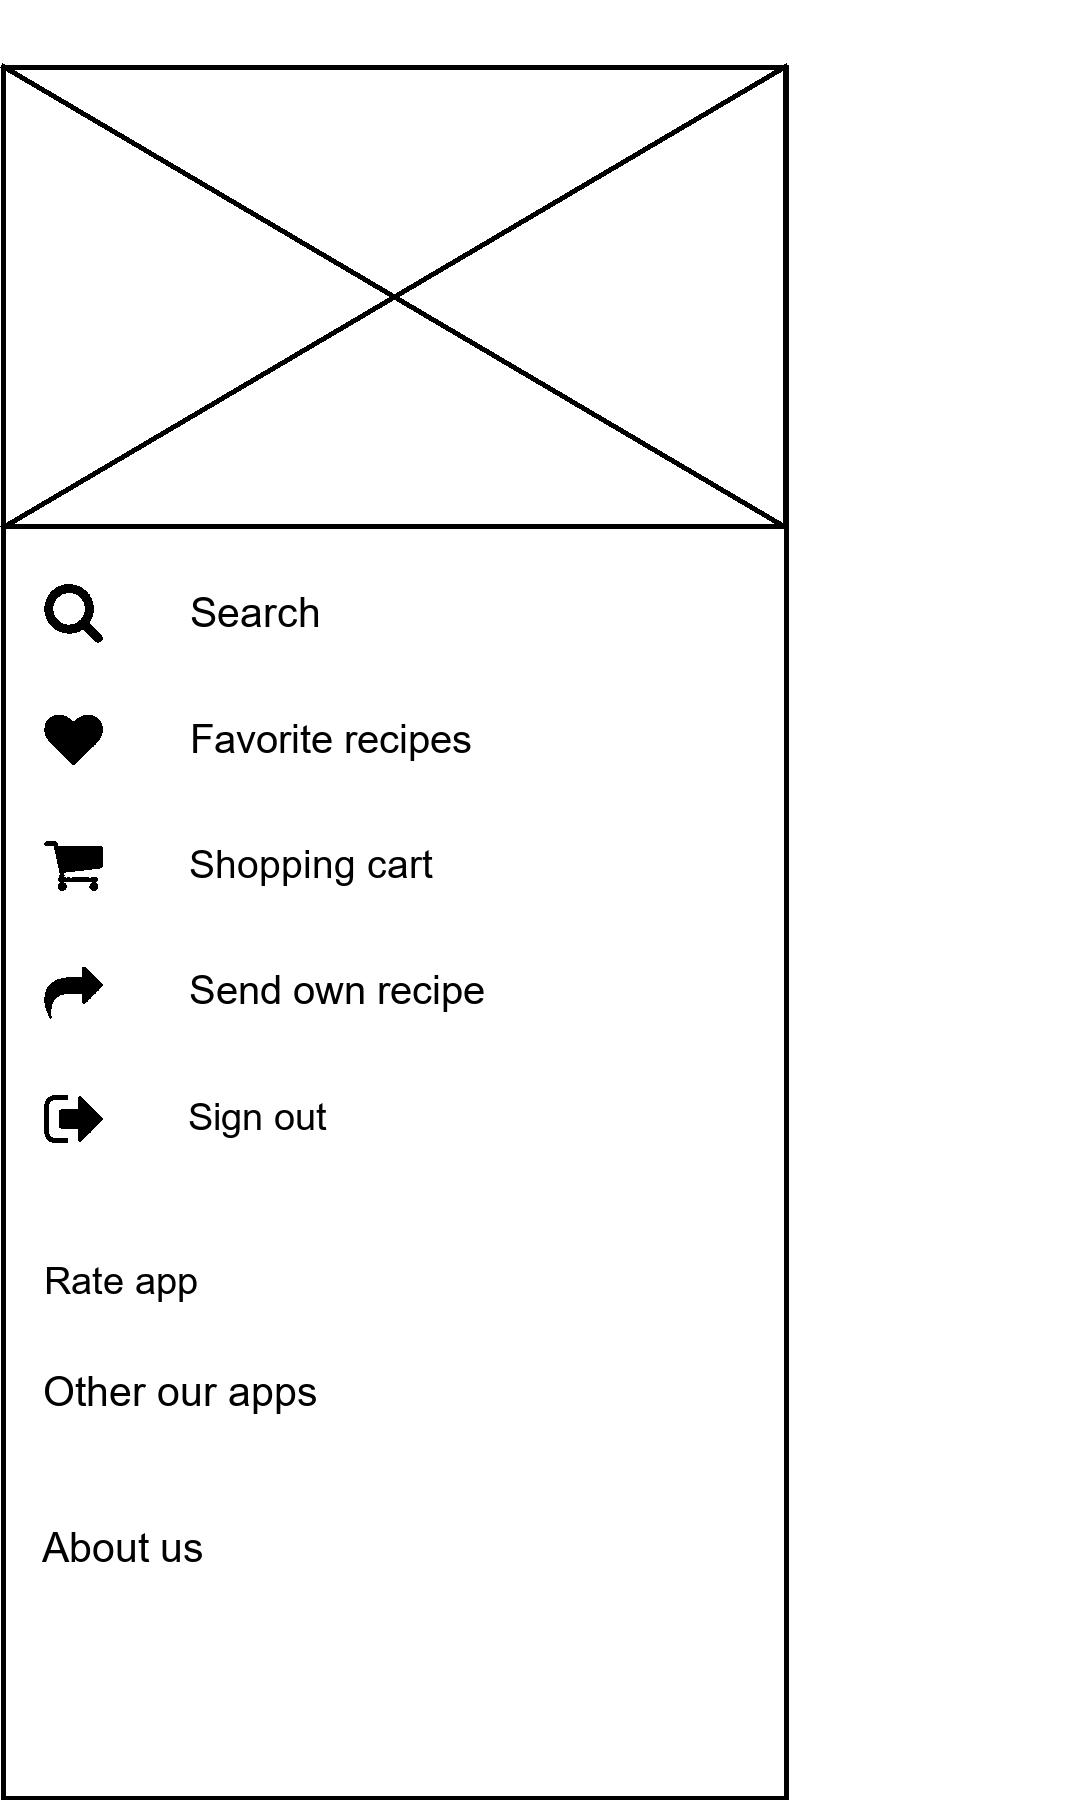 Search
Favorite recipes
Shopping cart
Send own recipe
Sign out
Rate app
Other our apps
About us